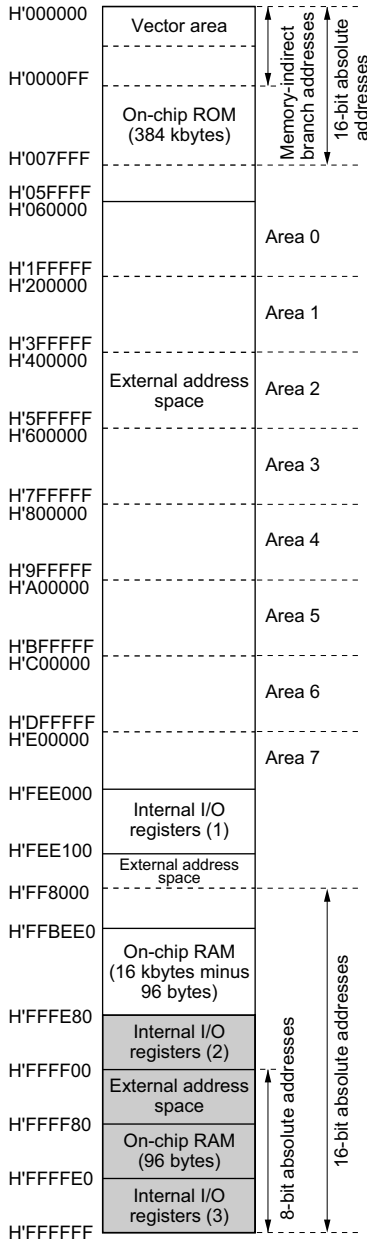 H'000000
Vector area
H'0000FF
On-chip ROM
(384 kbytes)
H'007FFF
Memory-indirect
branch addresses
16-bit absolute
addresses
H'05FFFF
H'060000
Area 0
H'1FFFFF
H'200000
Area 1
H'3FFFFF
H'400000
External address
space
Area 2
H'5FFFFF
H'600000
Area 3
H'7FFFFF
H'800000
Area 4
H'9FFFFF
H'A00000
Area 5
H'BFFFFF
H'C00000
Area 6
H'DFFFFF
H'E00000
Area 7
H'FEE000
Internal I/O
registers (1)
H'FEE100
External address
space
H'FF8000
H'FFBEE0
On-chip RAM
(16 kbytes minus
96 bytes)
H'FFFE80
Internal I/O
registers (2)
H'FFFF00
External address
space
H'FFFF80
On-chip RAM
(96 bytes)
H'FFFFE0
Internal I/O
registers (3)
H'FFFFFF
8-bit absolute addresses
16-bit absolute addresses